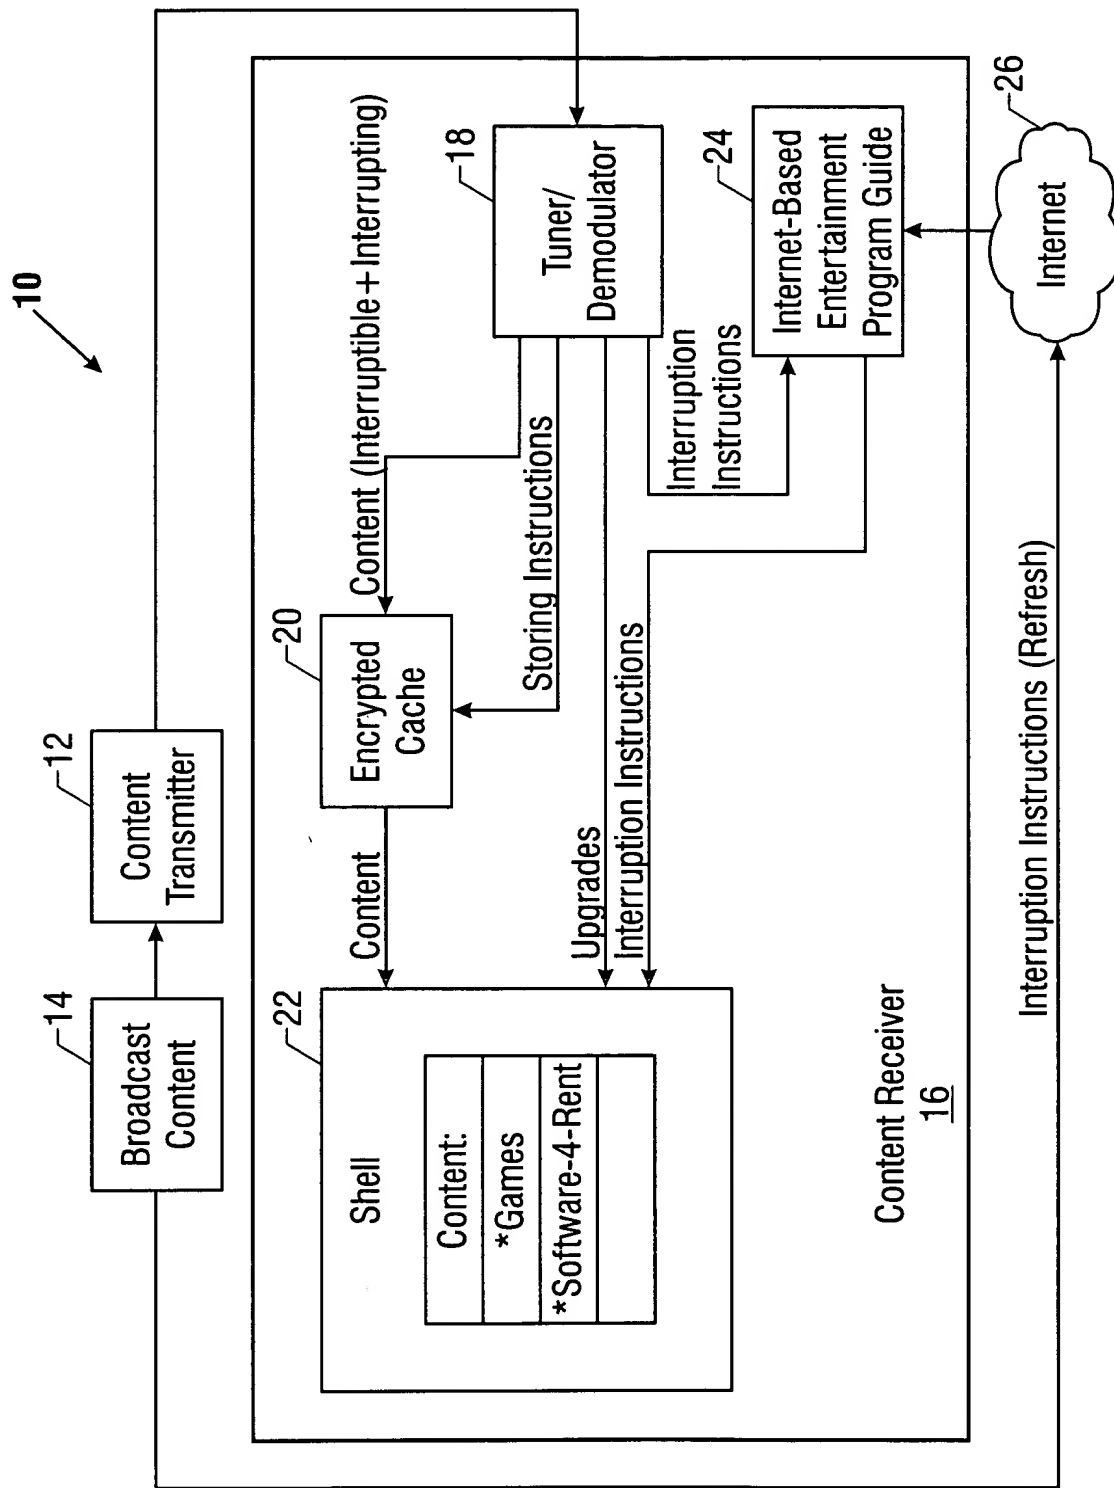 10
14
Broadcast
Content
12
Content
Transmitter
22
Shell
Content:
*Games
*Software-4-Rent
Content
20
Encrypted
Cache
Content (Interruptible+Interrupting)
Storing Instructions
18
Tuner/
Demodulator
Upgrades
Interruption Instructions
Interruption
Instructions
24
Internet-Based
Entertainment
Program Guide
Content Receiver
16
Interruption Instructions (Refresh)
26
Internet